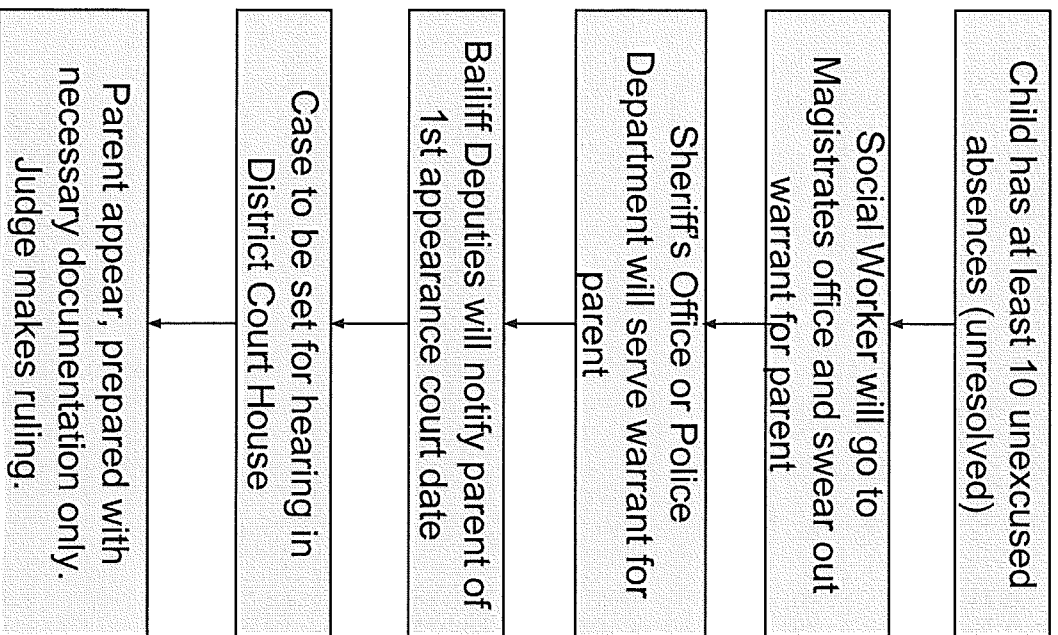 Child has at least 10 unexcused
absences (unresolved)
Social Worker will go to
Magistrates office and swear out
warrant for parent
Sheriff's Office or Police
Department will serve warrant for
parent
Bailiff Deputies will notify parent of
1st appearance court date
Case to be set for hearing in
District Court House
Parent appear, prepared with
necessary documentation only.
Judge makes ruling.